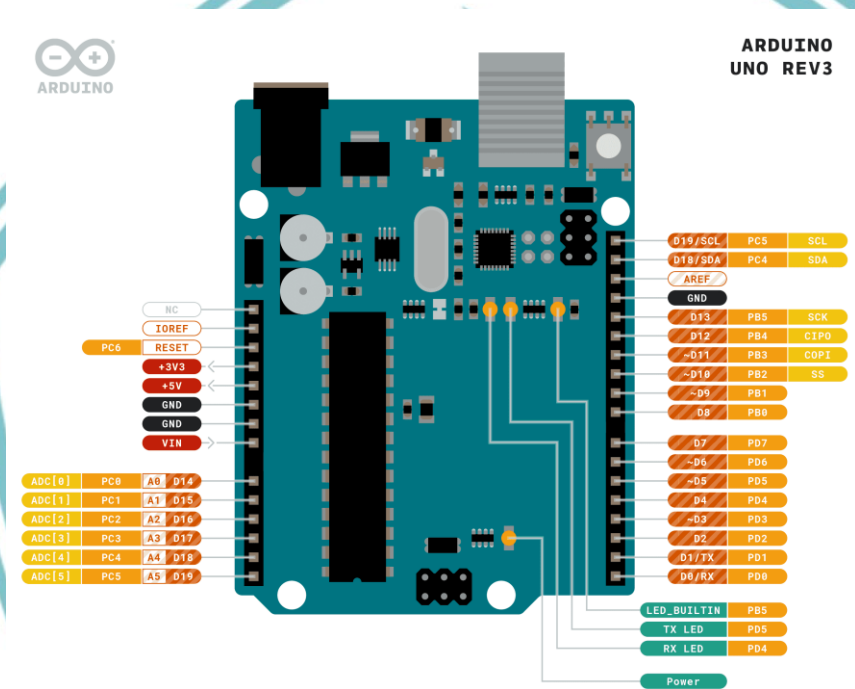 ARDUINO
ARDUINO
UNO REV3
D19/SCL PC5 SCL
D18/SDA PC4 SDA
AREF
GND
D13 PB5 SCK
D12 PB4 CIPO
~D11 PB3 COPI
~D10 PB2 SS
~D9 PB1
D8 PB0
D7 PD7
~D6 PD6
~D5 PD5
D4 PD4
~D3 PD3
D2 PD2
D1/TX PD1
D0/RX PD0
NC
IOREF
PC6 RESET
+3V3
+5V
GND
GND
VIN
ADC[0] PC0 A0 D14
ADC[1] PC1 A1 D15
ADC[2] PC2 A2 D16
ADC[3] PC3 A3 D17
ADC[4] PC4 A4 D18
ADC[5] PC5 A5 D19
LED_BUILTIN PB5
TX LED PD5
RX LED PD4
Power